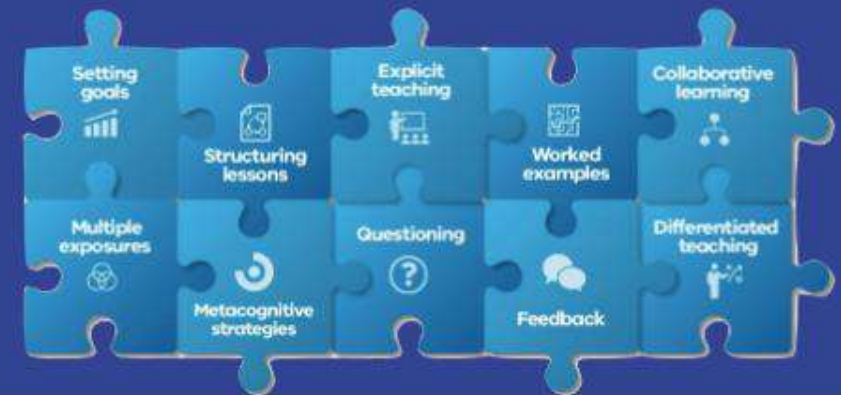 Setting
goals
Structuring
lessons
Explicit
teaching
Worked
examples
Collaborative
learning
Multiple
exposures
Metacognitive
strategies
Questioning
?
Feedback
Differentiated
teaching